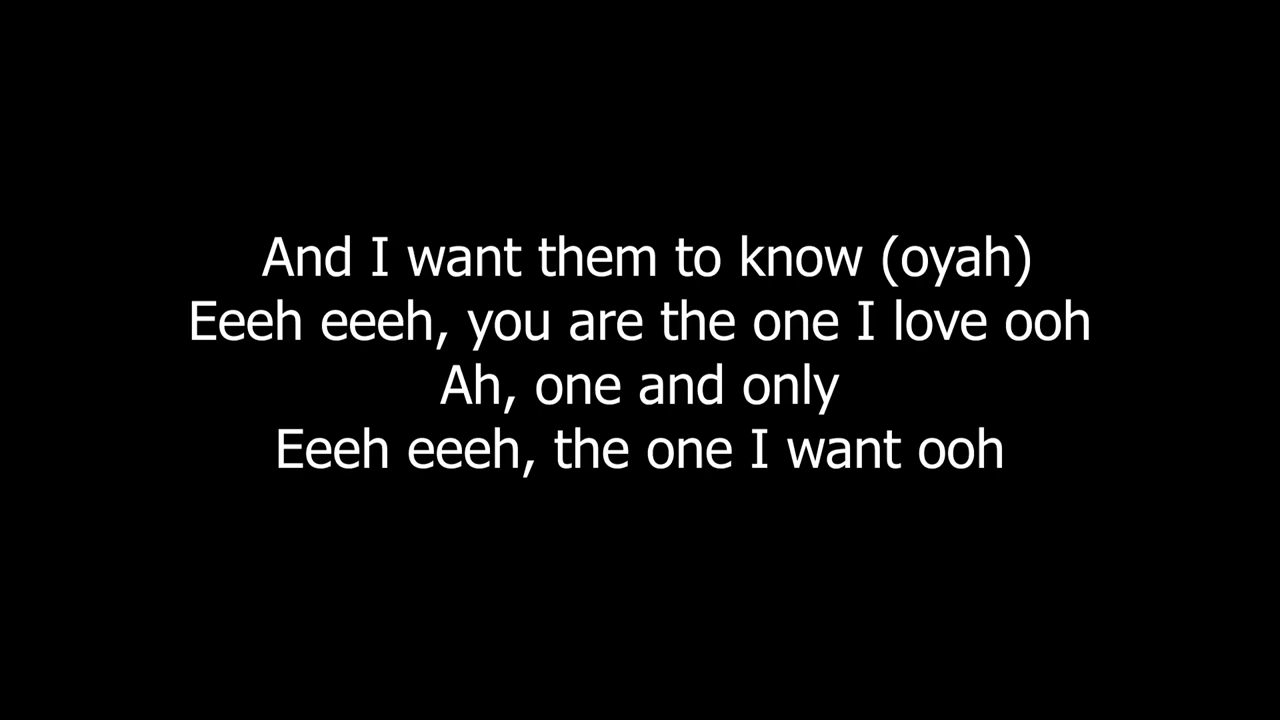 And I want them to know (oyah)
Eeeh eeeh, you are the one I love ooh
Ah, one and only
Eeeh eeeh, the one I want ooh